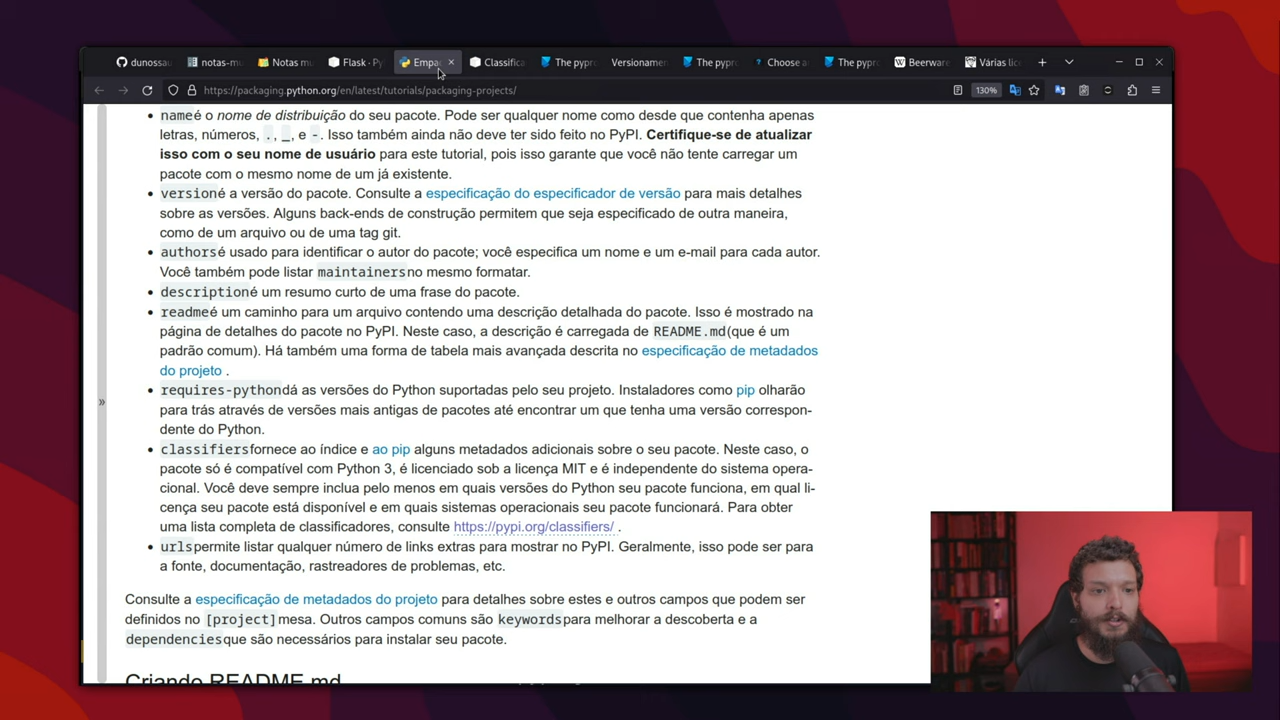 dunossau
notas-mu
Notas mu
Flask · Py
Empa
Classifica
The pypr
Versionamen
The pypr
Choose a
The pypr
Beerware
Várias lic
https://packaging.python.org/en/latest/tutorials/packaging-projects/
130%
nameé o nome de distribuição do seu pacote. Pode ser qualquer nome como desde que contenha apenas
letras, números, ., _, e -. Isso também ainda não deve ter sido feito no PyPI. Certifique-se de atualizar
isso com o seu nome de usuário para este tutorial, pois isso garante que você não tente carregar um
pacote com o mesmo nome de um já existente.
versioné a versão do pacote. Consulte a especificação do especificador de versão para mais detalhes
sobre as versões. Alguns back-ends de construção permitem que seja especificado de outra maneira,
como de um arquivo ou de uma tag git.
authorsé usado para identificar o autor do pacote; você especifica um nome e um e-mail para cada autor.
Você também pode listar maintainersno mesmo formatar.
descriptioné um resumo curto de uma frase do pacote.
readmeé um caminho para um arquivo contendo uma descrição detalhada do pacote. Isso é mostrado na
página de detalhes do pacote no PyPI. Neste caso, a descrição é carregada de README.md(que é um
padrão comum). Há também uma forma de tabela mais avançada descrita no especificação de metadados
do projeto .
requires-pythondá as versões do Python suportadas pelo seu projeto. Instaladores como pip olharão
para trás através de versões mais antigas de pacotes até encontrar um que tenha uma versão correspon-
dente do Python.
classifiersfornece ao índice e ao pip alguns metadados adicionais sobre o seu pacote. Neste caso, o
pacote só é compatível com Python 3, é licenciado sob a licença MIT e é independente do sistema opera-
cional. Você deve sempre inclua pelo menos em quais versões do Python seu pacote funciona, em qual li-
cença seu pacote está disponível e em quais sistemas operacionais seu pacote funcionará. Para obter
uma lista completa de classificadores, consulte https://pypi.org/classifiers/ .
urlspermite listar qualquer número de links extras para mostrar no PyPI. Geralmente, isso pode ser para
a fonte, documentação, rastreadores de problemas, etc.
Consulte a especificação de metadados do projeto para detalhes sobre estes e outros campos que podem ser
definidos no [project]mesa. Outros campos comuns são keywordspara melhorar a descoberta e a
dependenciesque são necessários para instalar seu pacote.
Criando README.md